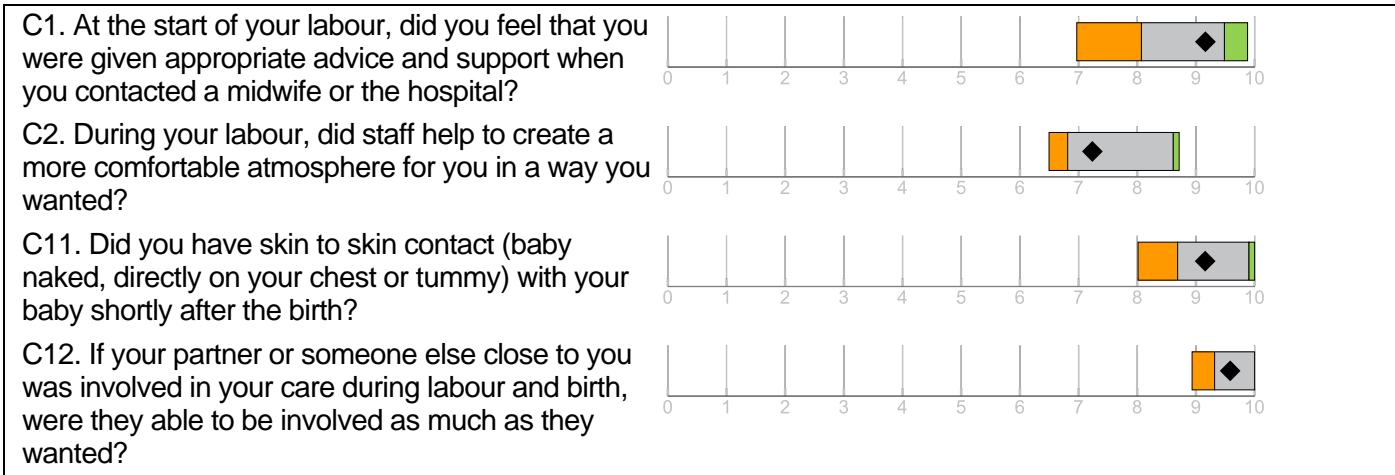 C1. At the start of your labour, did you feel that you
were given appropriate advice and support when
you contacted a midwife or the hospital?
0 1 2 3 4 5 6 7 8 9 10
C2. During your labour, did staff help to create a
more comfortable atmosphere for you in a way you
wanted?
0 1 2 3 4 5 6 7 8 9 10
C11. Did you have skin to skin contact (baby
naked, directly on your chest or tummy) with your
baby shortly after the birth?
0 1 2 3 4 5 6 7 8 9 10
C12. If your partner or someone else close to you
was involved in your care during labour and birth,
were they able to be involved as much as they
wanted?
0 1 2 3 4 5 6 7 8 9 10